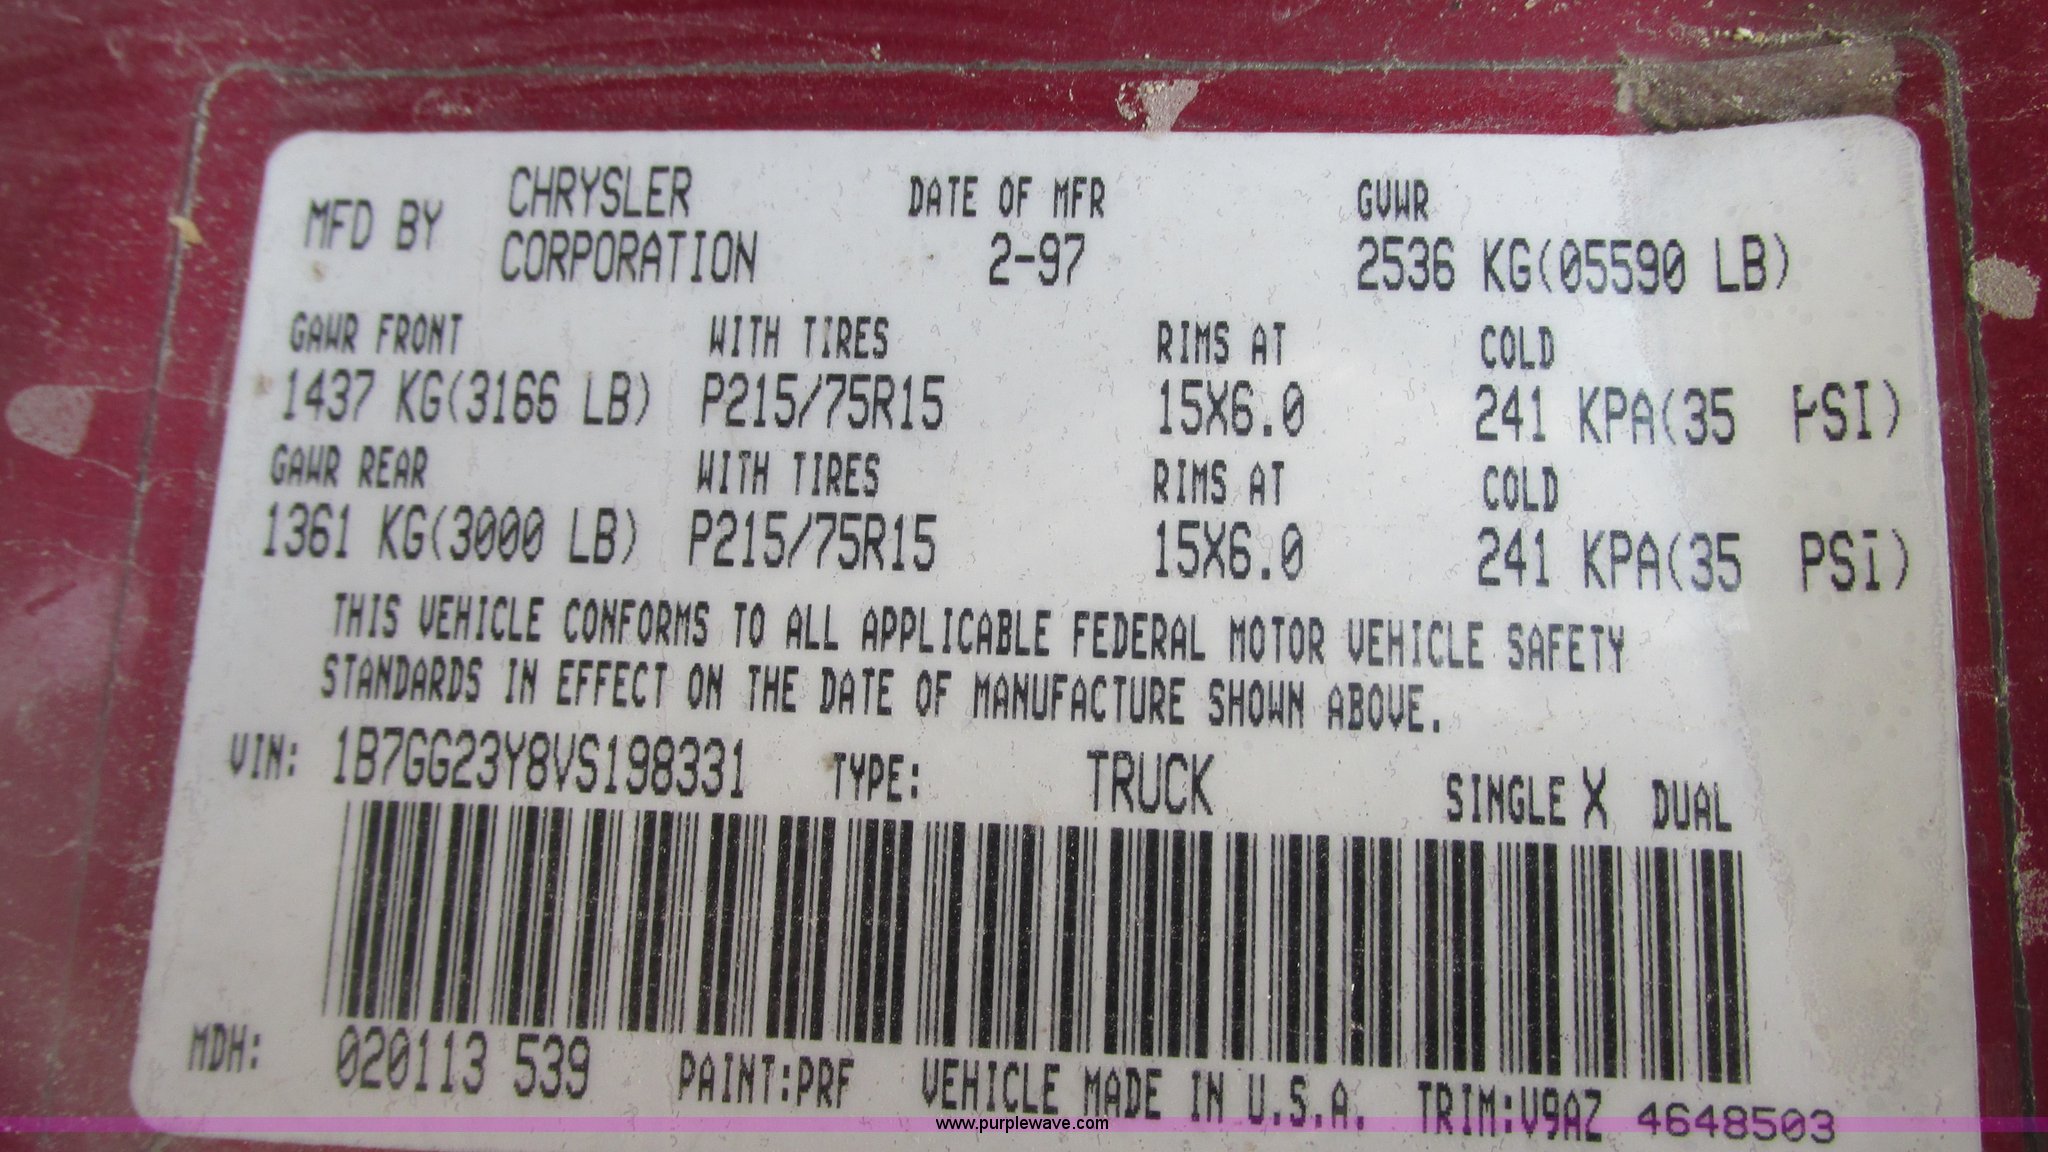 MFD BY CHRYSLER CORPORATION DATE OF MFR 2-97 GVWR 2536 KG(05590 LB)
GAWR FRONT WITH TIRES RIMS AT COLD
1437 KG(3166 LB) P215/75R15 15X6.0 241 KPA(35 PSI)
GAWR REAR WITH TIRES RIMS AT COLD
1361 KG(3000 LB) P215/75R15 15X6.0 241 KPA(35 PSI)
THIS VEHICLE CONFORMS TO ALL APPLICABLE FEDERAL MOTOR VEHICLE SAFETY
STANDARDS IN EFFECT ON THE DATE OF MANUFACTURE SHOWN ABOVE.
VIN: 1B7GG23Y8VS198331 TYPE: TRUCK SINGLE X DUAL
MDH: 020113 539 PAINT:PRF VEHICLE MADE IN U.S.A. TRIM:V9AZ 4648503
www.purplewave.com